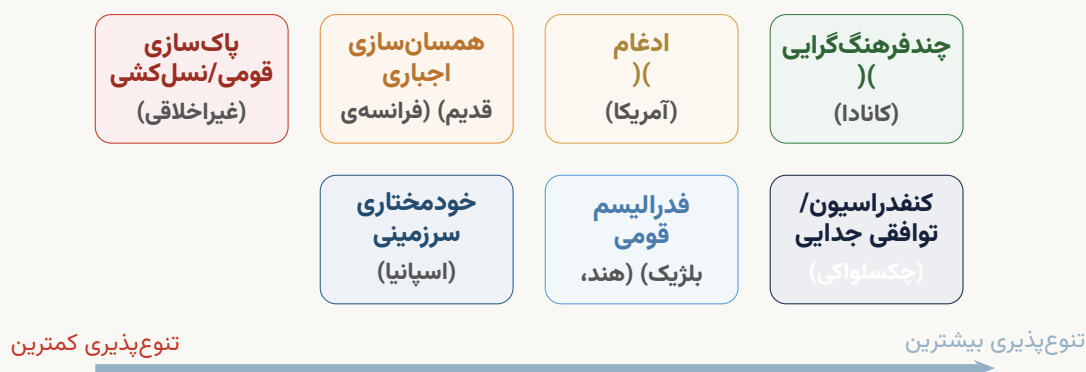 چندفرهنگ‌گرایی
)(
(کانادا)
ادغام
)(
(آمریکا)
همسان‌سازی
اجباری
قدیم) (فرانسه‌ی
پاک‌سازی
قومی/نسل‌کشی
(غیراخلاقی)
کنفدراسیون/
توافقی جدایی
(چکسلواکی)
فدرالیسم
قومی
بلژیک) (هند،
خودمختاری
سرزمینی
(اسپانیا)
تنوع‌پذیری بیشترین
تنوع‌پذیری کمترین